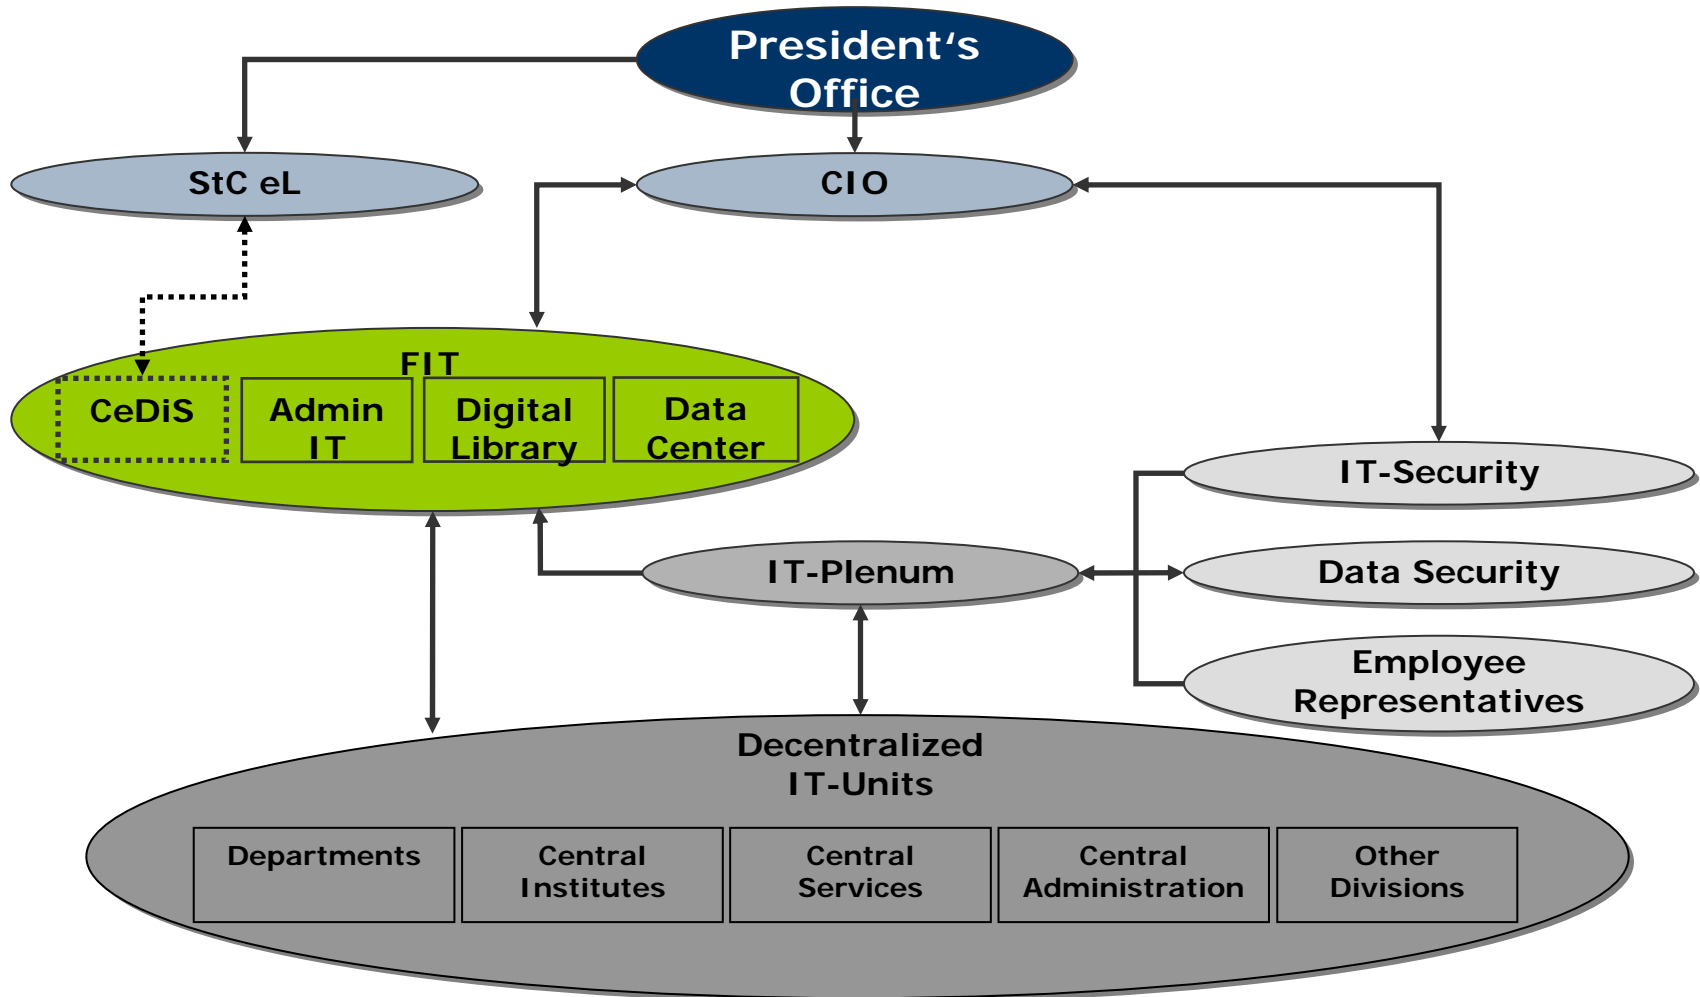 President‘s
Office
StC eL
CIO
FIT
CeDiS
Admin
IT
Digital
Library
Data
Center
IT-Security
IT-Plenum
Data Security
Employee
Representatives
Decentralized
IT-Units
Departments
Central
Institutes
Central
Services
Central
Administration
Other
Divisions